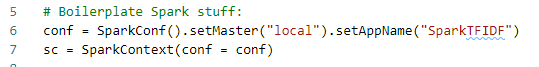 5 # Boilerplate Spark stuff:
6 conf = SparkConf().setMaster("local").setAppName("SparkTFIDF")
7 sc = SparkContext(conf = conf)